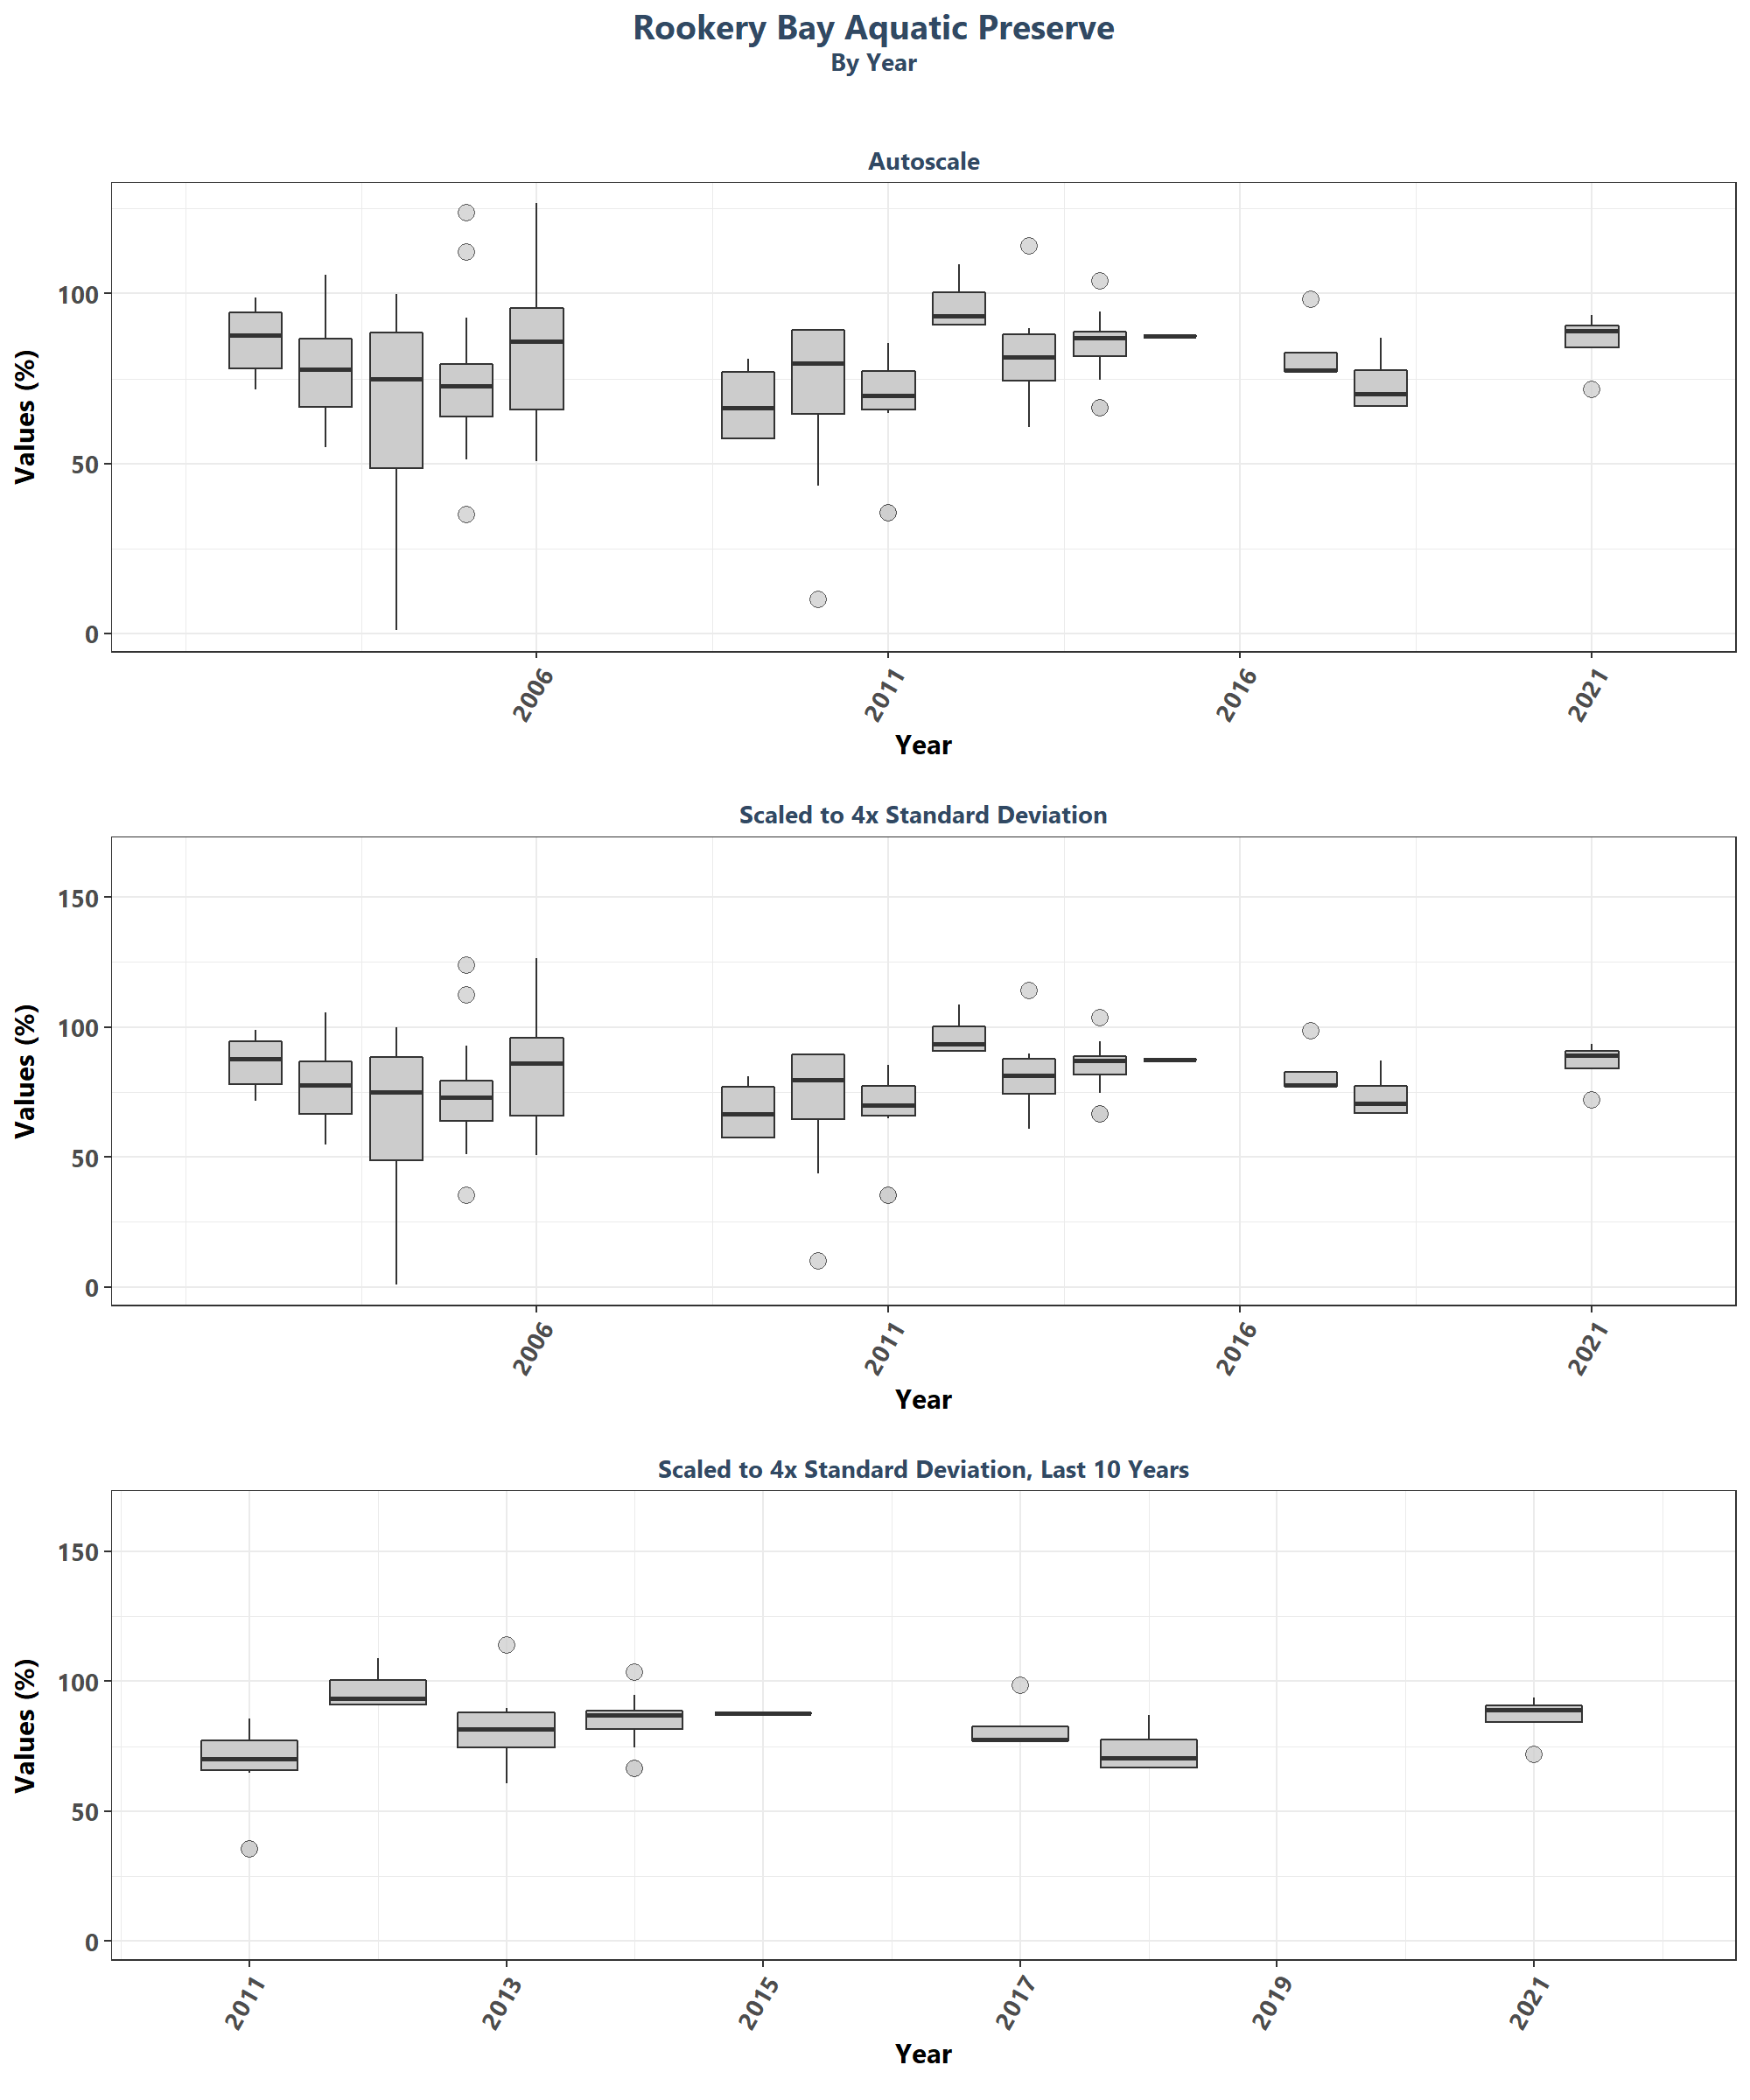 Rookery Bay Aquatic Preserve
By Year
Autoscale
Values (%)
100
50
0
2006
2011
2016
2021
Year
Scaled to 4x Standard Deviation
Values (%)
150
100
50
0
2006
2011
2016
2021
Year
Scaled to 4x Standard Deviation, Last 10 Years
Values (%)
150
100
50
0
2011
2013
2015
2017
2019
2021
Year